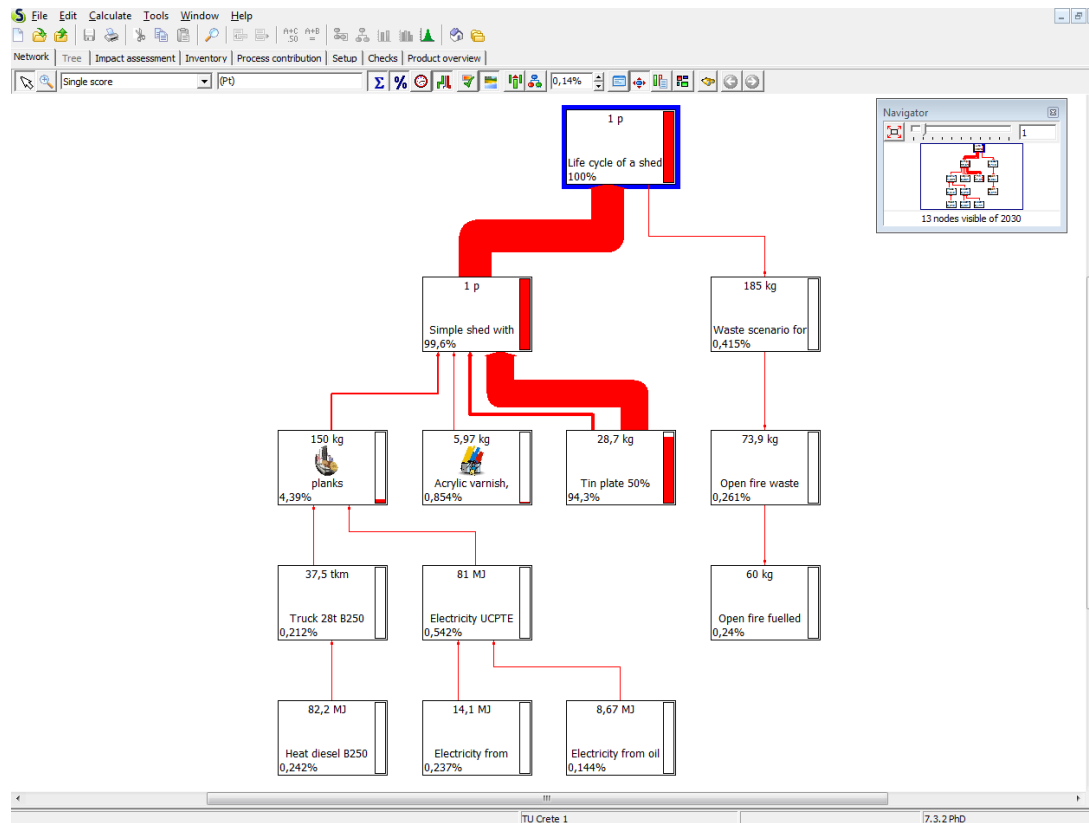 File Edit Calculate Tools Window Help
A+C .SO A+B =
Network Tree Impact assessment Inventory Process contribution Setup Checks Product overview
Single score (Pt) Σ % 0,14%
Navigator
1
13 nodes visible of 2030
1 p
Life cycle of a shed
100%
1 p
Simple shed with
99,6%
185 kg
Waste scenario for
0,415%
150 kg
planks
4,39%
5,97 kg
Acrylic varnish,
0,854%
28,7 kg
Tin plate 50%
94,3%
73,9 kg
Open fire waste
0,261%
37,5 tkm
Truck 28t B250
0,212%
81 MJ
Electricity UCPTE
0,542%
60 kg
Open fire fuelled
0,24%
82,2 MJ
Heat diesel B250
0,242%
14,1 MJ
Electricity from
0,237%
8,67 MJ
Electricity from oil
0,144%
TU Crete 1 7.3.2 PhD